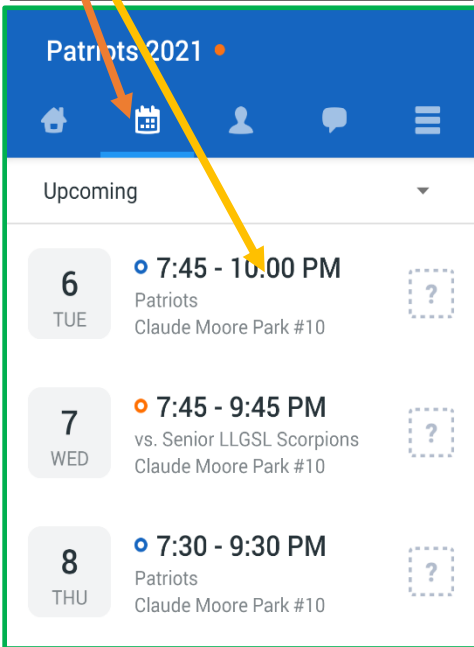 Patriots 2021
Upcoming
6
TUE
7:45 - 10:00 PM
Patriots
Claude Moore Park #10
?
7
WED
7:45 - 9:45 PM
vs. Senior LLGSL Scorpions
Claude Moore Park #10
?
8
THU
7:30 - 9:30 PM
Patriots
Claude Moore Park #10
?